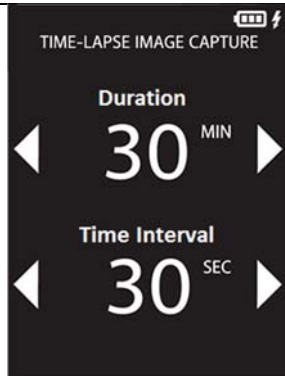 TIME-LAPSE IMAGE CAPTURE
Duration
30 MIN
Time Interval
30 SEC